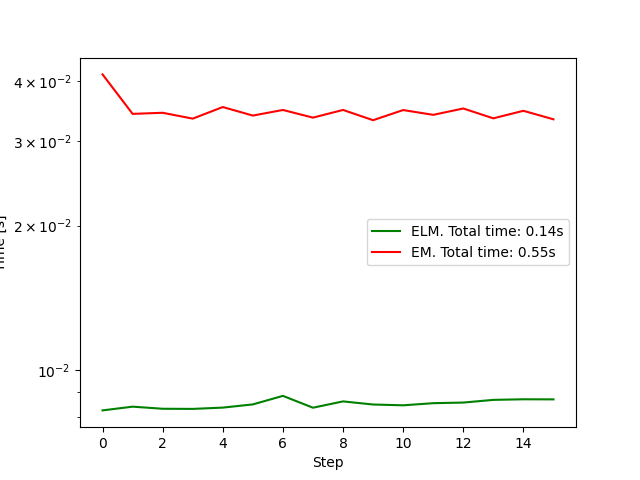 4 × 10⁻²
3 × 10⁻²
2 × 10⁻²
10⁻²
ELM. Total time: 0.14s
EM. Total time: 0.55s
0 2 4 6 8 10 12 14
Step